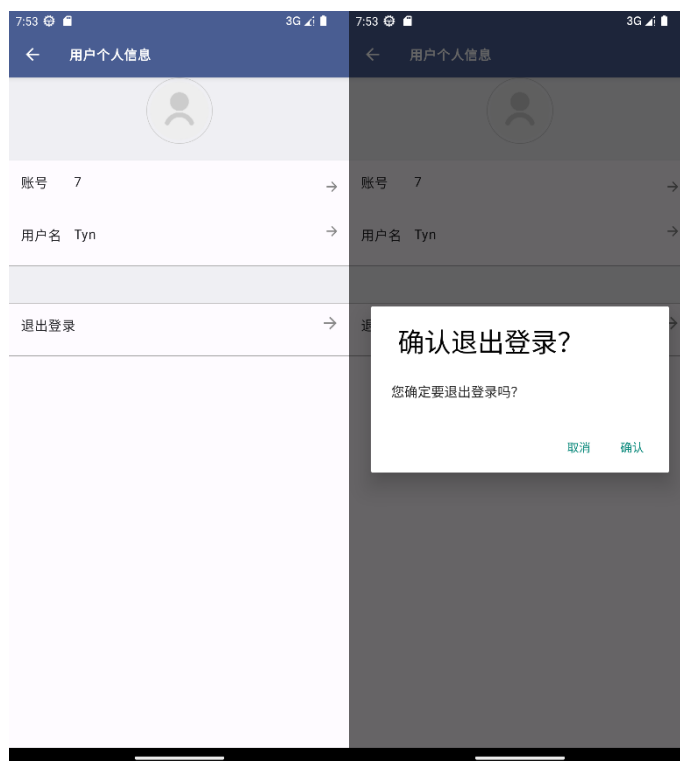 7:53 3G
用户个人信息
账号 7
用户名 Tyn
退出登录
7:53 3G
用户个人信息
账号 7
用户名 Tyn
退
确认退出登录?
您确定要退出登录吗?
取消 确认